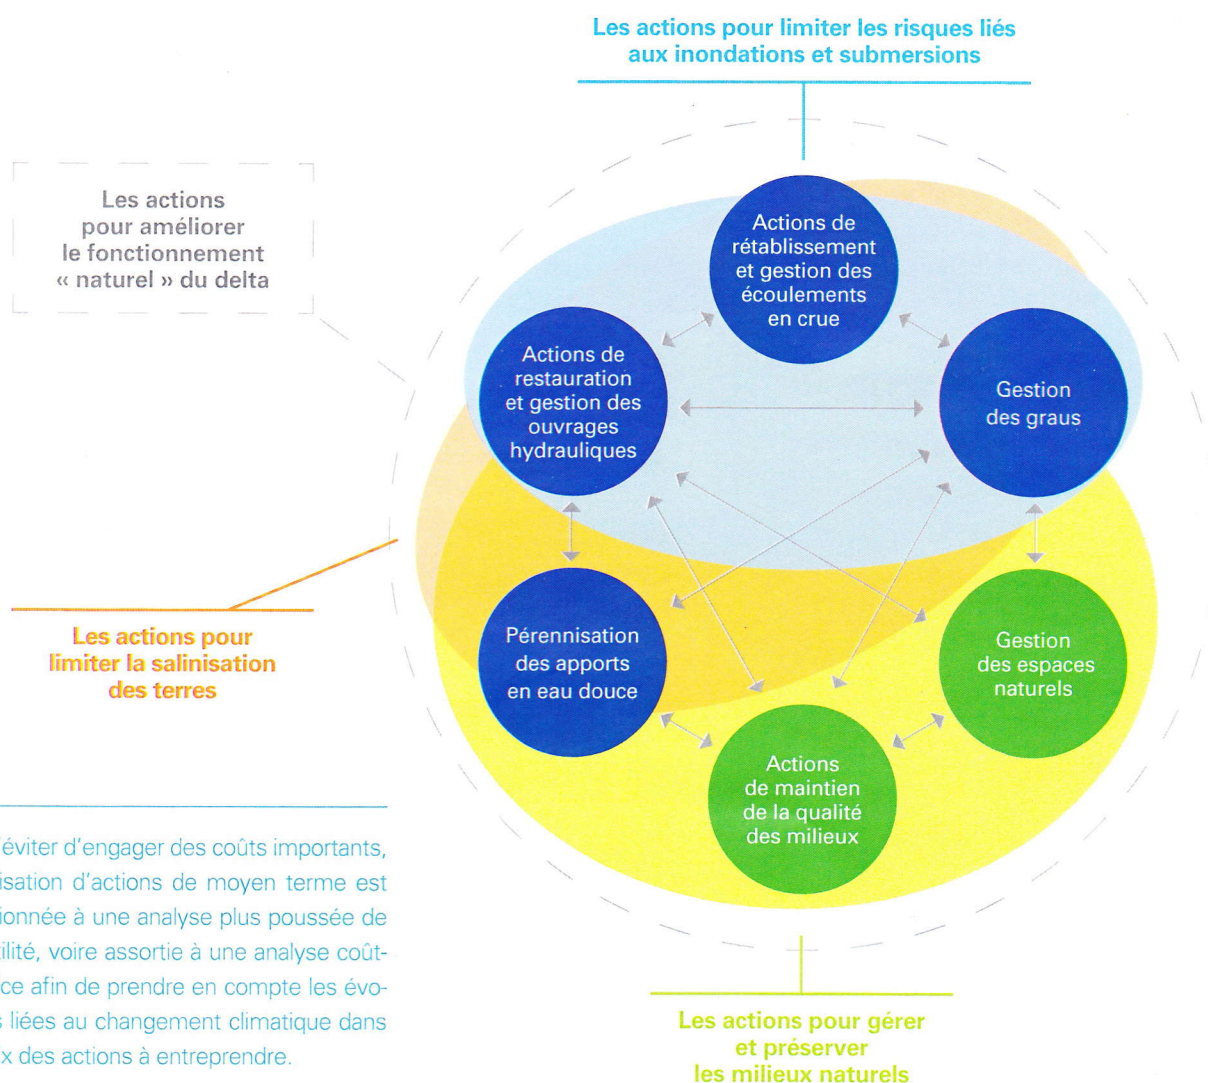 Les actions pour limiter les risques liés
aux inondations et submersions
Les actions
pour améliorer
le fonctionnement
« naturel » du delta
Actions de
rétablissement
et gestion des
écoulements
en crue
Actions de
restauration
et gestion des
ouvrages
hydrauliques
Gestion
des graus
Les actions pour
limiter la salinisation
des terres
Pérennisation
des apports
en eau douce
Gestion
des espaces
naturels
Actions
de maintien
de la qualité
des milieux
'éviter d'engager des coûts importants,
isation d'actions de moyen terme est
ionnée à une analyse plus poussée de
ilité, voire assortie à une analyse coût-
ce afin de prendre en compte les évo-
s liées au changement climatique dans
x des actions à entreprendre.
Les actions pour gérer
et préserver
les milieux naturels